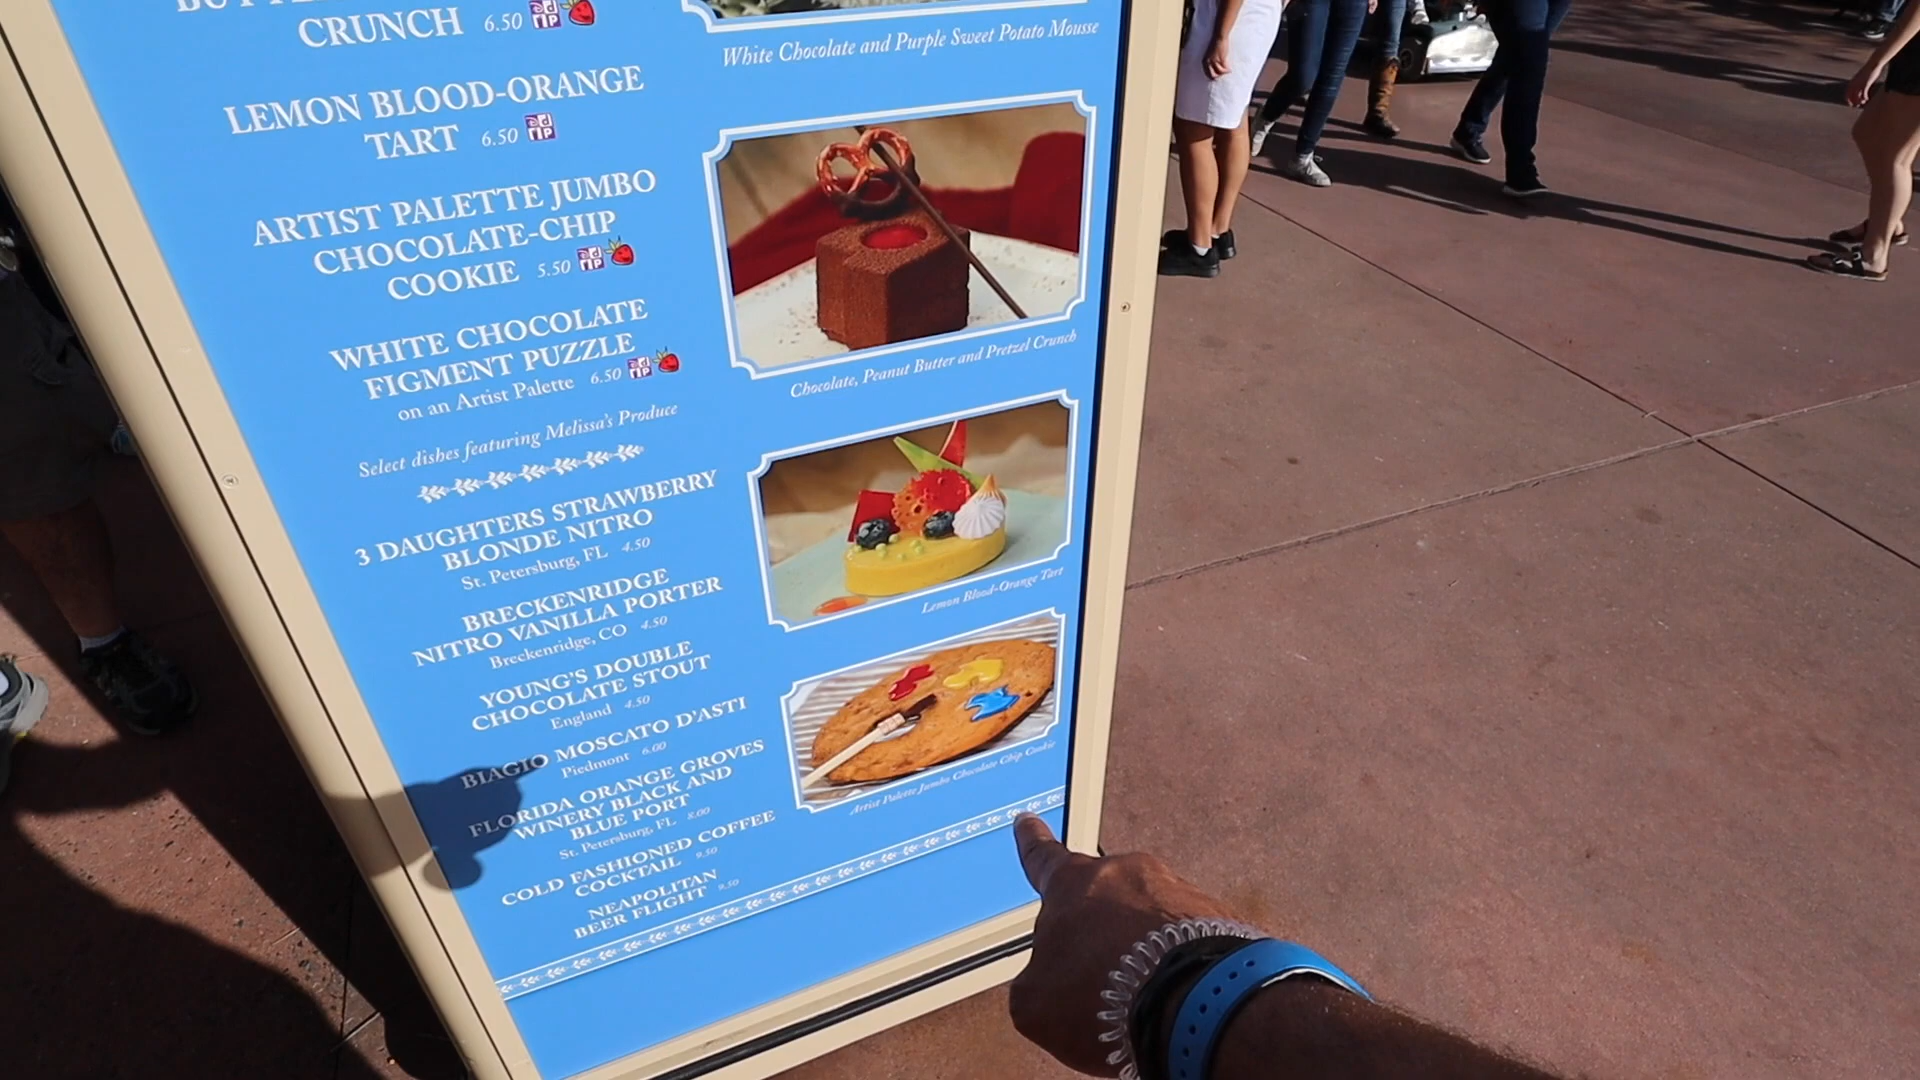 CRUNCH 6.50
LEMON BLOOD-ORANGE
TART 6.50
ARTIST PALETTE JUMBO
CHOCOLATE-CHIP
COOKIE 5.50
WHITE CHOCOLATE
FIGMENT PUZZLE
on an Artist Palette 6.50
Select dishes featuring Melissa's Produce
3 DAUGHTERS STRAWBERRY
BLONDE NITRO
St. Petersburg, FL 4.50
BRECKENRIDGE
NITRO VANILLA PORTER
Breckenridge, CO 4.50
YOUNG'S DOUBLE
CHOCOLATE STOUT
England 4.50
BIAGIO MOSCATO D'ASTI
Piedmont 6.00
FLORIDA ORANGE GROVES
WINERY BLACK AND
BLUE PORT
St. Petersburg, FL 8.00
COLD FASHIONED COFFEE
COCKTAIL 9.50
NEAPOLITAN
BEER FLIGHT 9.50
White Chocolate and Purple Sweet Potato Mousse
Chocolate, Peanut Butter and Pretzel Crunch
Lemon Blood-Orange Tart
Artist Palette Jumbo Chocolate Chip Cookie